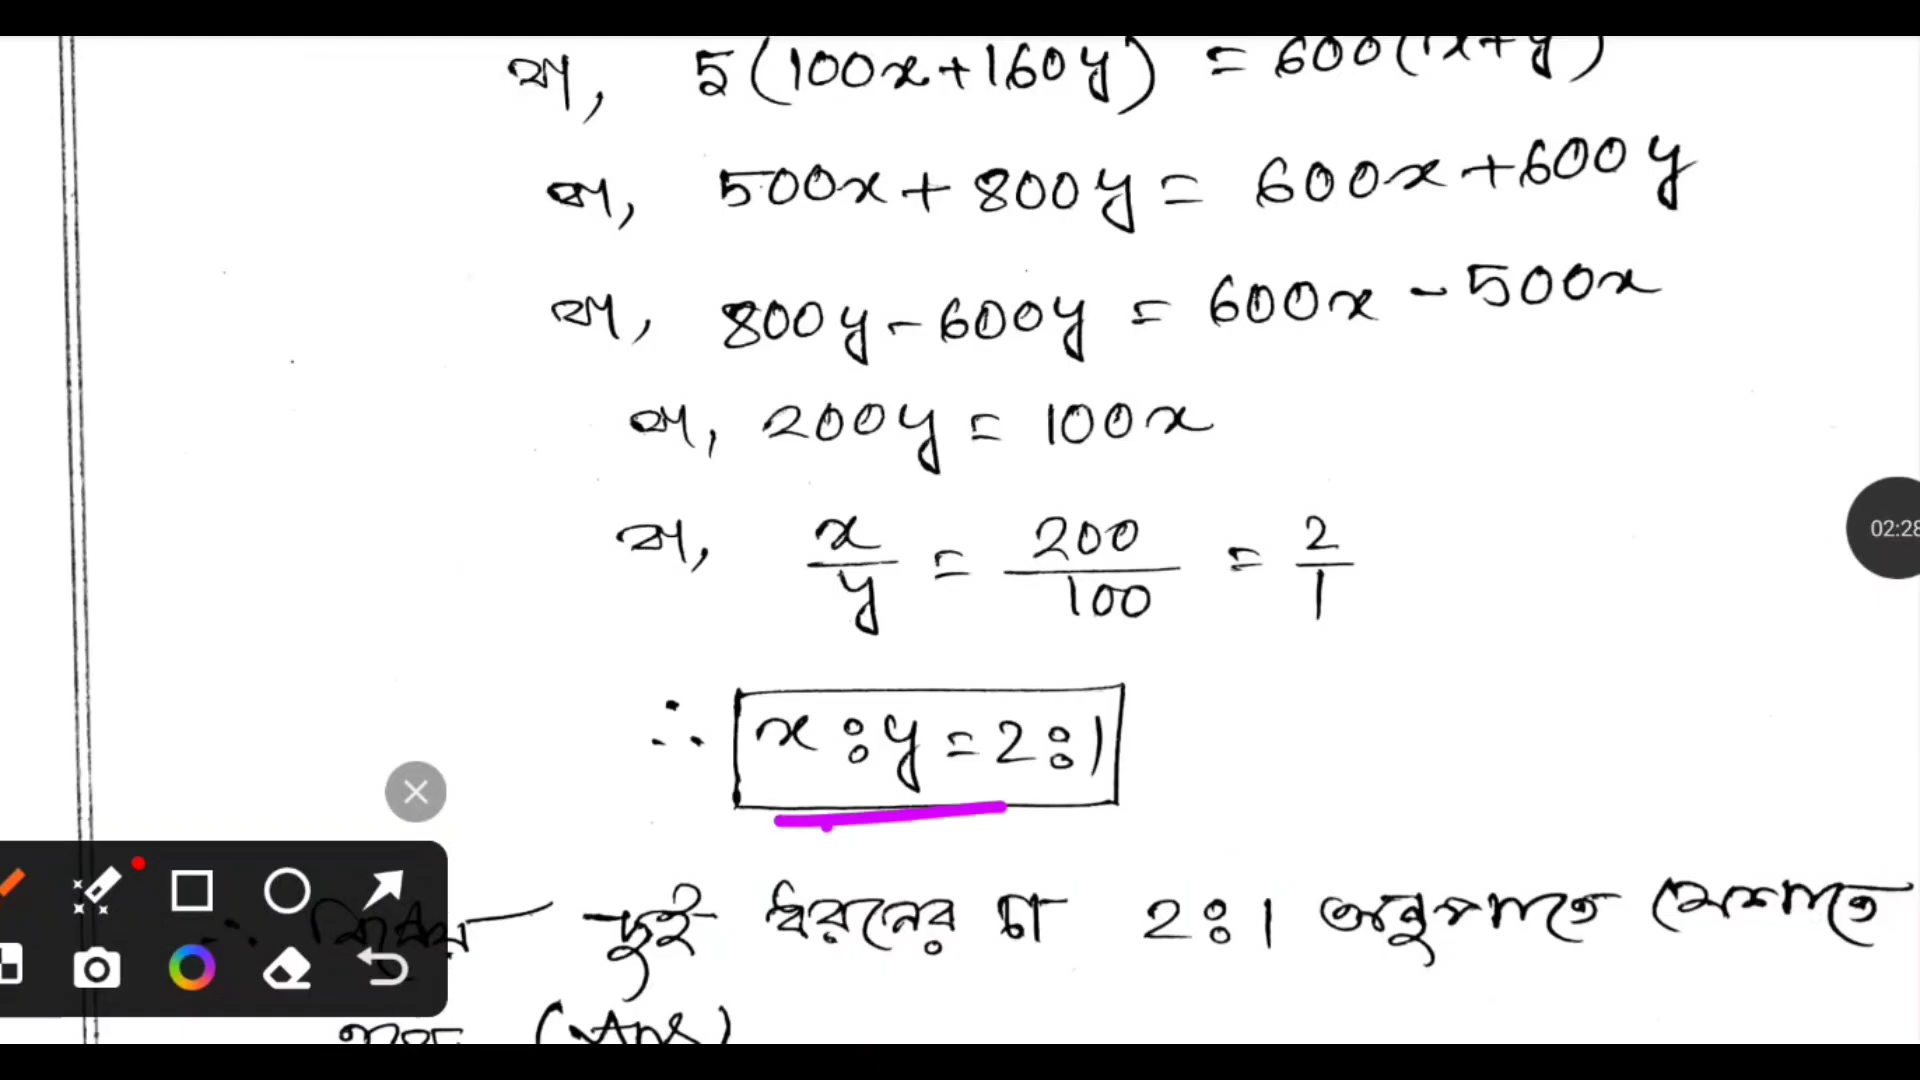 বা, 5(100x+160y) = 600(x+y)
বা, 500x + 800y = 600x + 600y
বা, 800y - 600y = 600x - 500x
বা, 200y = 100x
বা, x/y = 200/100 = 2/1
∴ x : y = 2 : 1
02:28
∴ দুই ধরনের চা 2 : 1 অনুপাতে মেশাতে
হবে (Ans)